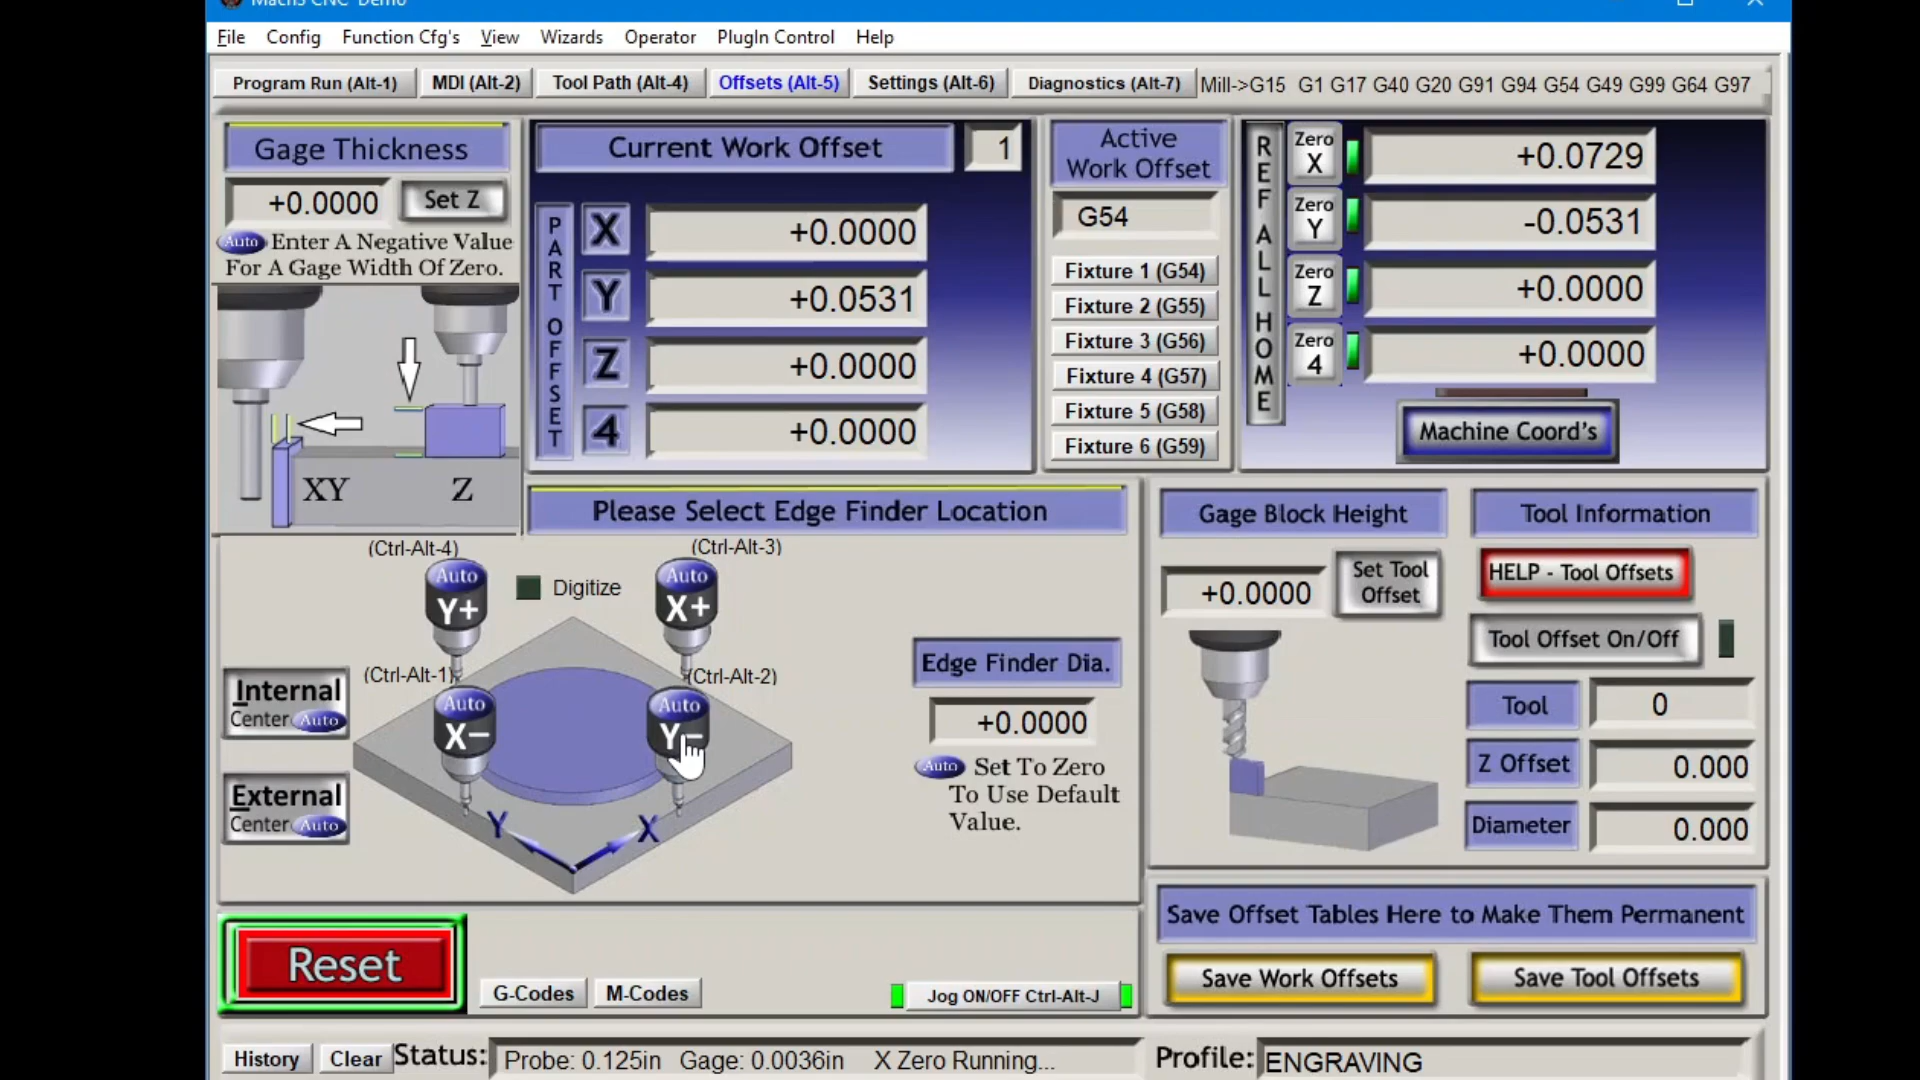 Mach3 CNC Demo
File Config Function Cfg's View Wizards Operator PlugIn Control Help
Program Run (Alt-1) MDI (Alt-2) Tool Path (Alt-4) Offsets (Alt-5) Settings (Alt-6) Diagnostics (Alt-7) Mill->G15 G1 G17 G40 G20 G91 G94 G54 G49 G99 G64 G97
Gage Thickness
+0.0000 Set Z
Auto Enter A Negative Value
For A Gage Width Of Zero.
XY Z
Current Work Offset 1
PART OFFSET
X +0.0000
Y +0.0531
Z +0.0000
4 +0.0000
Active
Work Offset
G54
Fixture 1 (G54)
Fixture 2 (G55)
Fixture 3 (G56)
Fixture 4 (G57)
Fixture 5 (G58)
Fixture 6 (G59)
REF ALL HOME
Zero X +0.0729
Zero Y -0.0531
Zero Z +0.0000
Zero 4 +0.0000
Machine Coord's
Please Select Edge Finder Location
(Ctrl-Alt-4) (Ctrl-Alt-3)
Auto Y+ Digitize Auto X+
(Ctrl-Alt-1) (Ctrl-Alt-2)
Auto X- Auto Y-
Internal
Center Auto
External
Center Auto
Y X
Edge Finder Dia.
+0.0000
Auto Set To Zero
To Use Default
Value.
Gage Block Height
+0.0000 Set Tool
Offset
Tool Information
HELP - Tool Offsets
Tool Offset On/Off
Tool 0
Z Offset 0.000
Diameter 0.000
Save Offset Tables Here to Make Them Permanent
Save Work Offsets Save Tool Offsets
Reset
G-Codes M-Codes
Jog ON/OFF Ctrl-Alt-J
History Clear Status: Probe: 0.125in Gage: 0.0036in X Zero Running... Profile: ENGRAVING